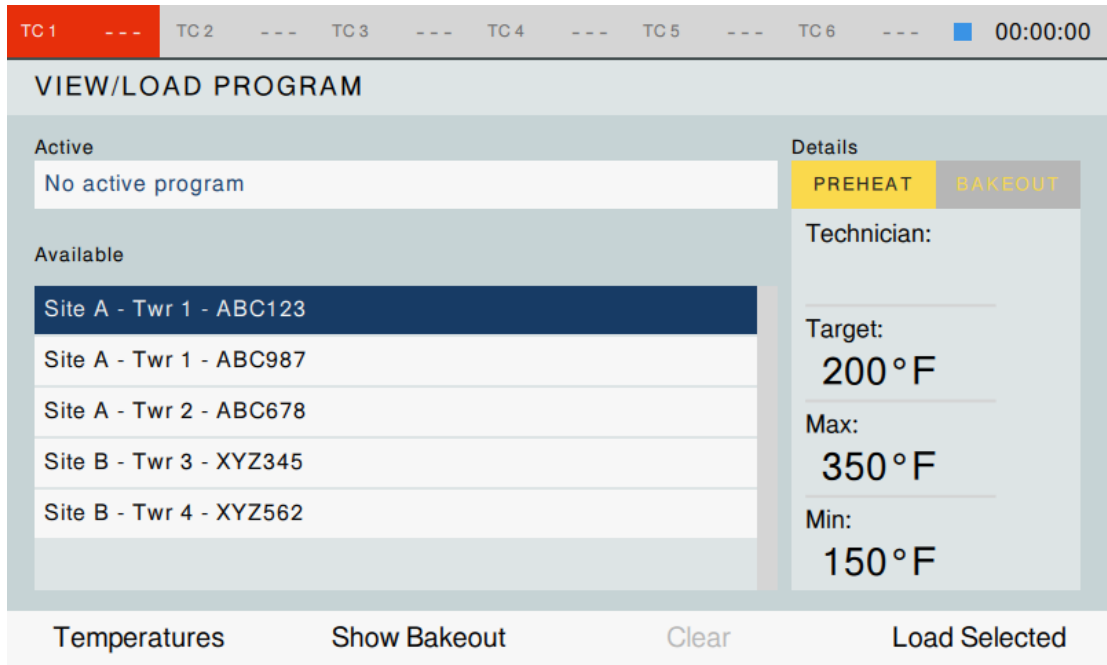 TC 1 --- TC 2 --- TC 3 --- TC 4 --- TC 5 --- TC 6 --- 00:00:00
VIEW/LOAD PROGRAM
Active
No active program
Available
Site A - Twr 1 - ABC123
Site A - Twr 1 - ABC987
Site A - Twr 2 - ABC678
Site B - Twr 3 - XYZ345
Site B - Twr 4 - XYZ562
Details
PREHEAT BAKEOUT
Technician:
Target:
200°F
Max:
350°F
Min:
150°F
Temperatures Show Bakeout Clear Load Selected